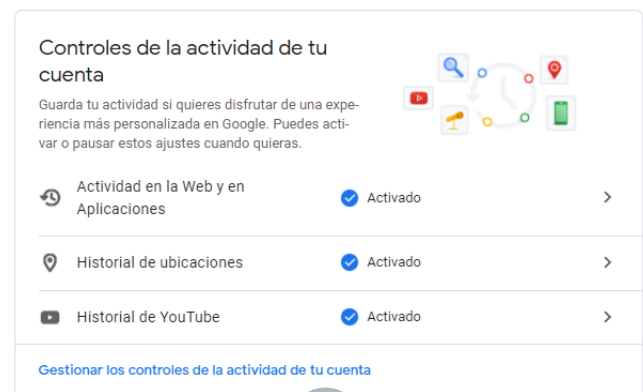 Controles de la actividad de tu
cuenta
Guarda tu actividad si quieres disfrutar de una expe-
riencia más personalizada en Google. Puedes acti-
var o pausar estos ajustes cuando quieras.
Actividad en la Web y en
Aplicaciones
Activado
Historial de ubicaciones
Activado
Historial de YouTube
Activado
Gestionar los controles de la actividad de tu cuenta